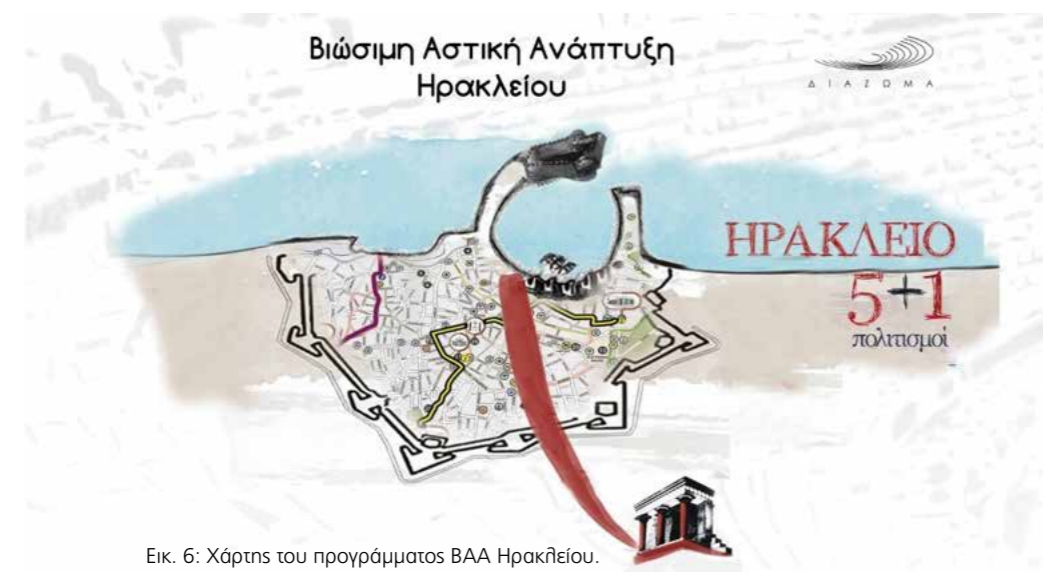 Βιώσιμη Αστική Ανάπτυξη
Ηρακλείου
ΔΙΑΖΩΜΑ
ΗΡΑΚΛΕΙΟ
5+1
πολιτισμοί
Εικ. 6: Χάρτης του προγράμματος ΒΑΑ Ηρακλείου.